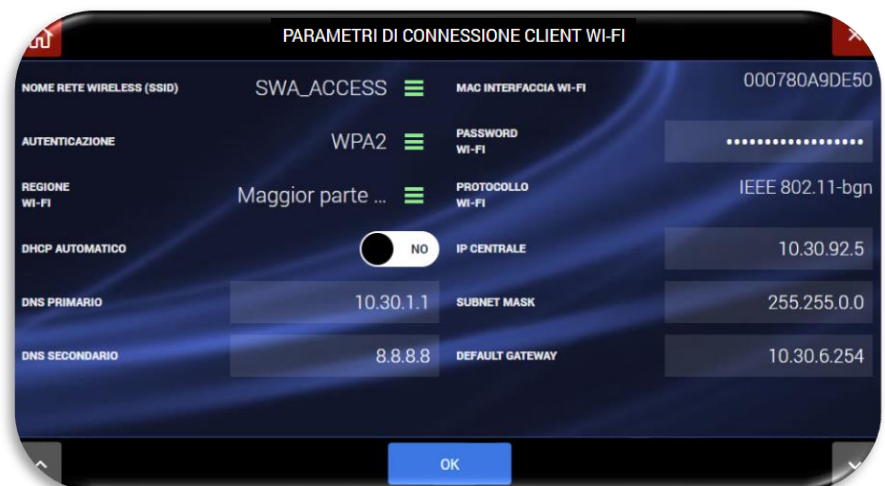 PARAMETRI DI CONNESSIONE CLIENT WI-FI
NOME RETE WIRELESS (SSID)
SWA_ACCESS
MAC INTERFACCIA WI-FI
000780A9DE50
AUTENTICAZIONE
WPA2
PASSWORD
WI-FI
••••••••••••••••••
REGIONE
WI-FI
Maggior parte ...
PROTOCOLLO
WI-FI
IEEE 802.11-bgn
DHCP AUTOMATICO
NO
IP CENTRALE
10.30.92.5
DNS PRIMARIO
10.30.1.1
SUBNET MASK
255.255.0.0
DNS SECONDARIO
8.8.8.8
DEFAULT GATEWAY
10.30.6.254
OK